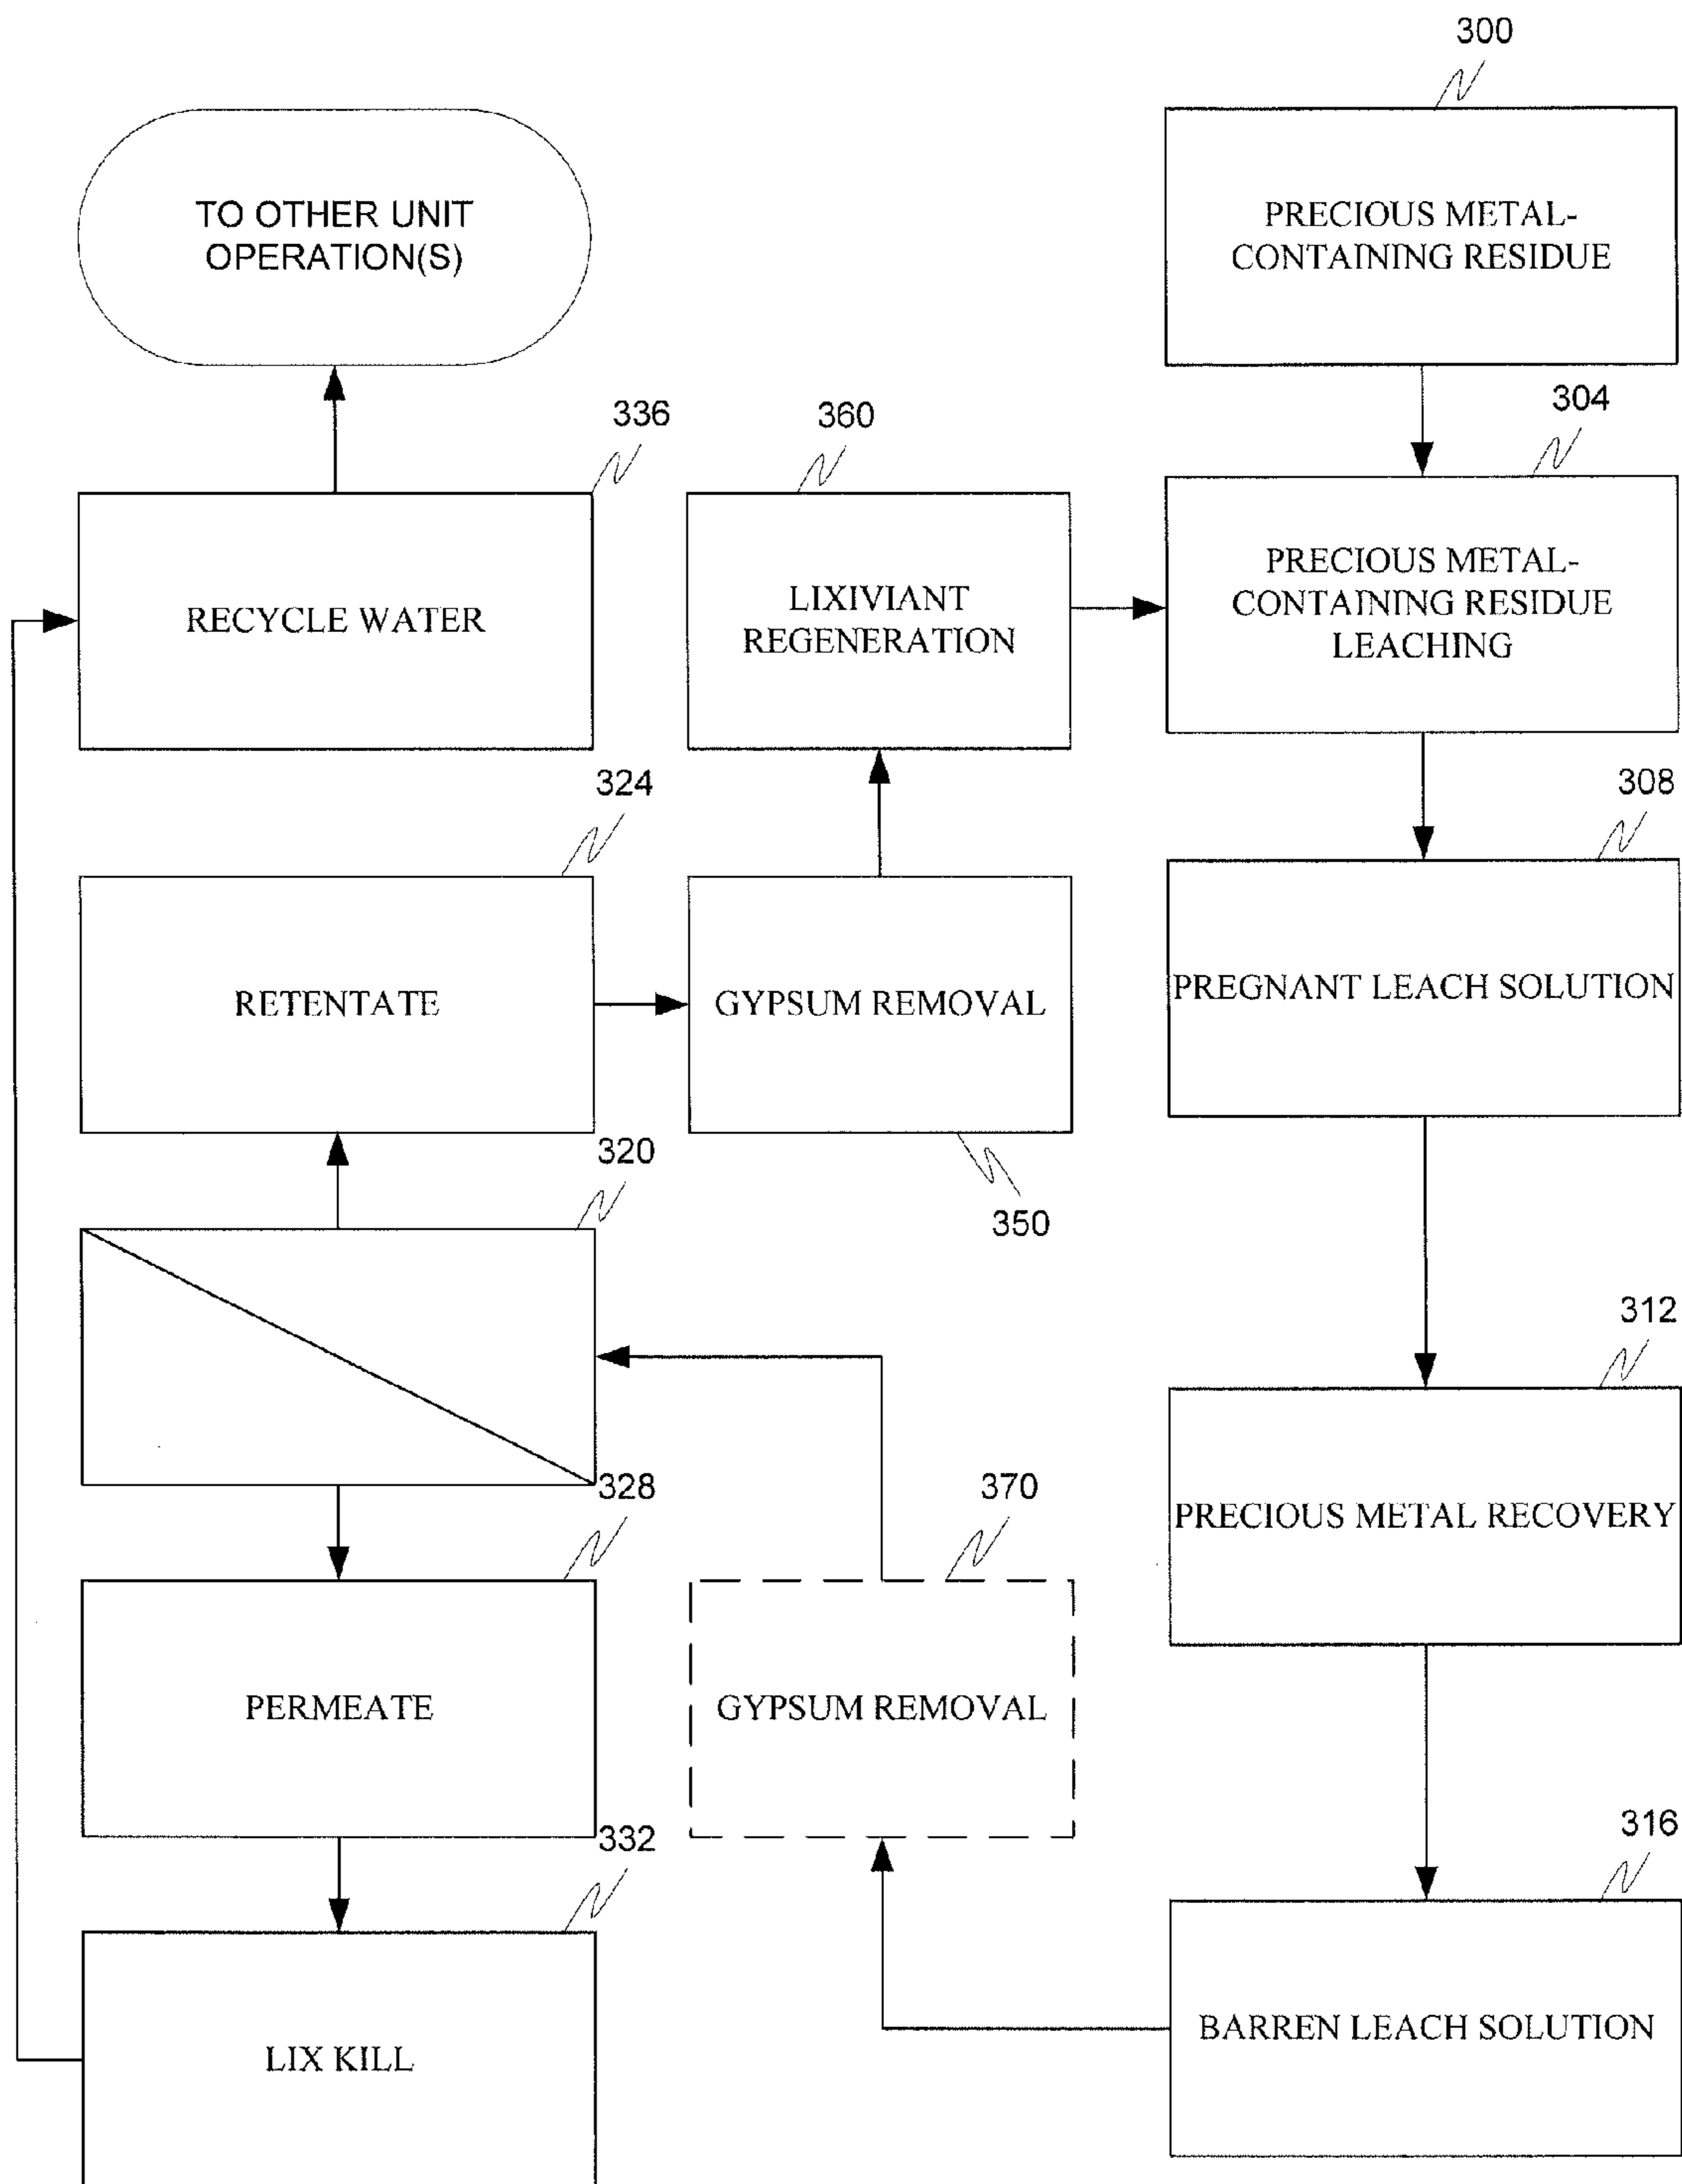 300
TO OTHER UNIT
OPERATION(S)
PRECIOUS METAL-
CONTAINING RESIDUE
336
360
304
RECYCLE WATER
LIXIVIANT
REGENERATION
PRECIOUS METAL-
CONTAINING RESIDUE
LEACHING
324
308
RETENTATE
GYPSUM REMOVAL
PREGNANT LEACH SOLUTION
320
350
312
328
370
PRECIOUS METAL RECOVERY
PERMEATE
GYPSUM REMOVAL
332
316
LIX KILL
BARREN LEACH SOLUTION